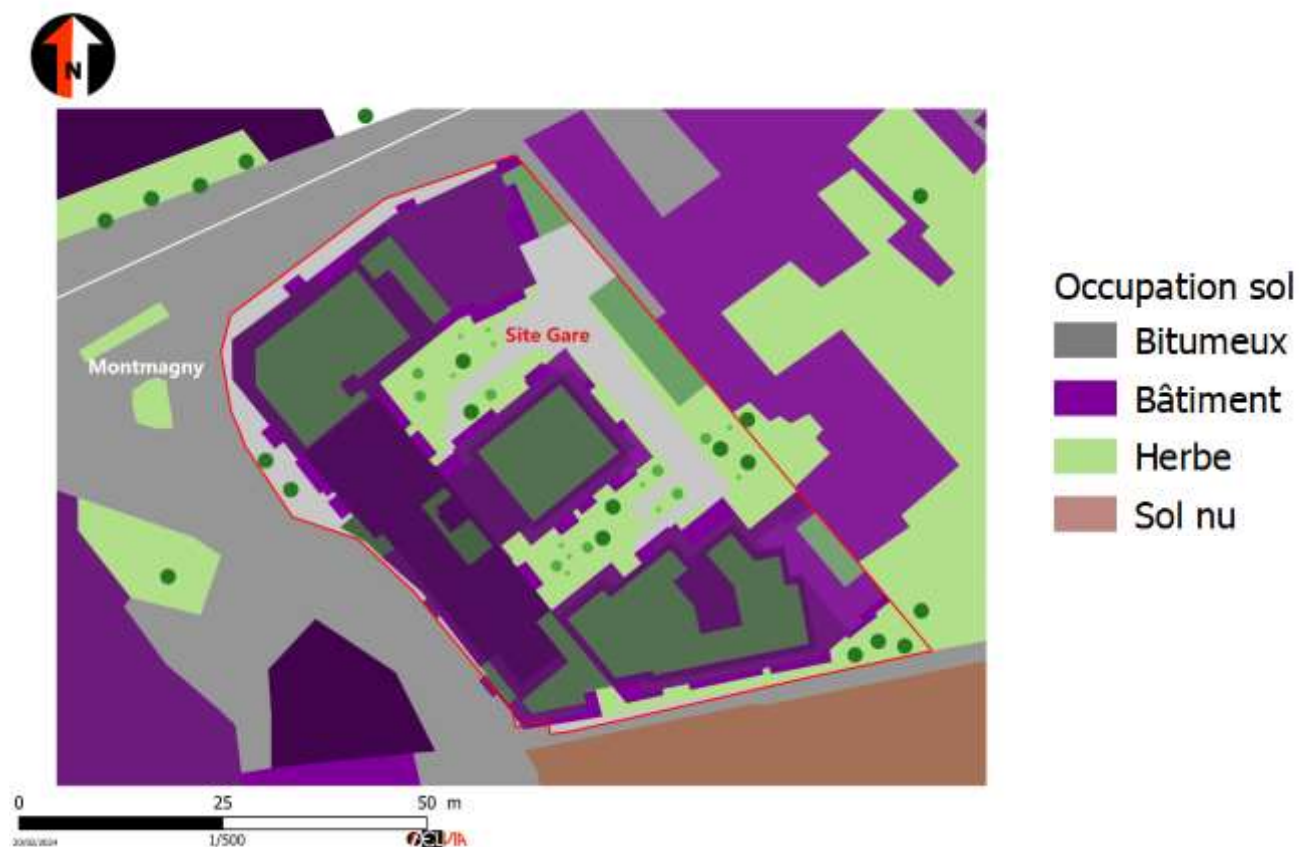 N
Site Gare
Montmagny
Occupation sol
Bitumeux
Bâtiment
Herbe
Sol nu
0 25 50 m
1/500